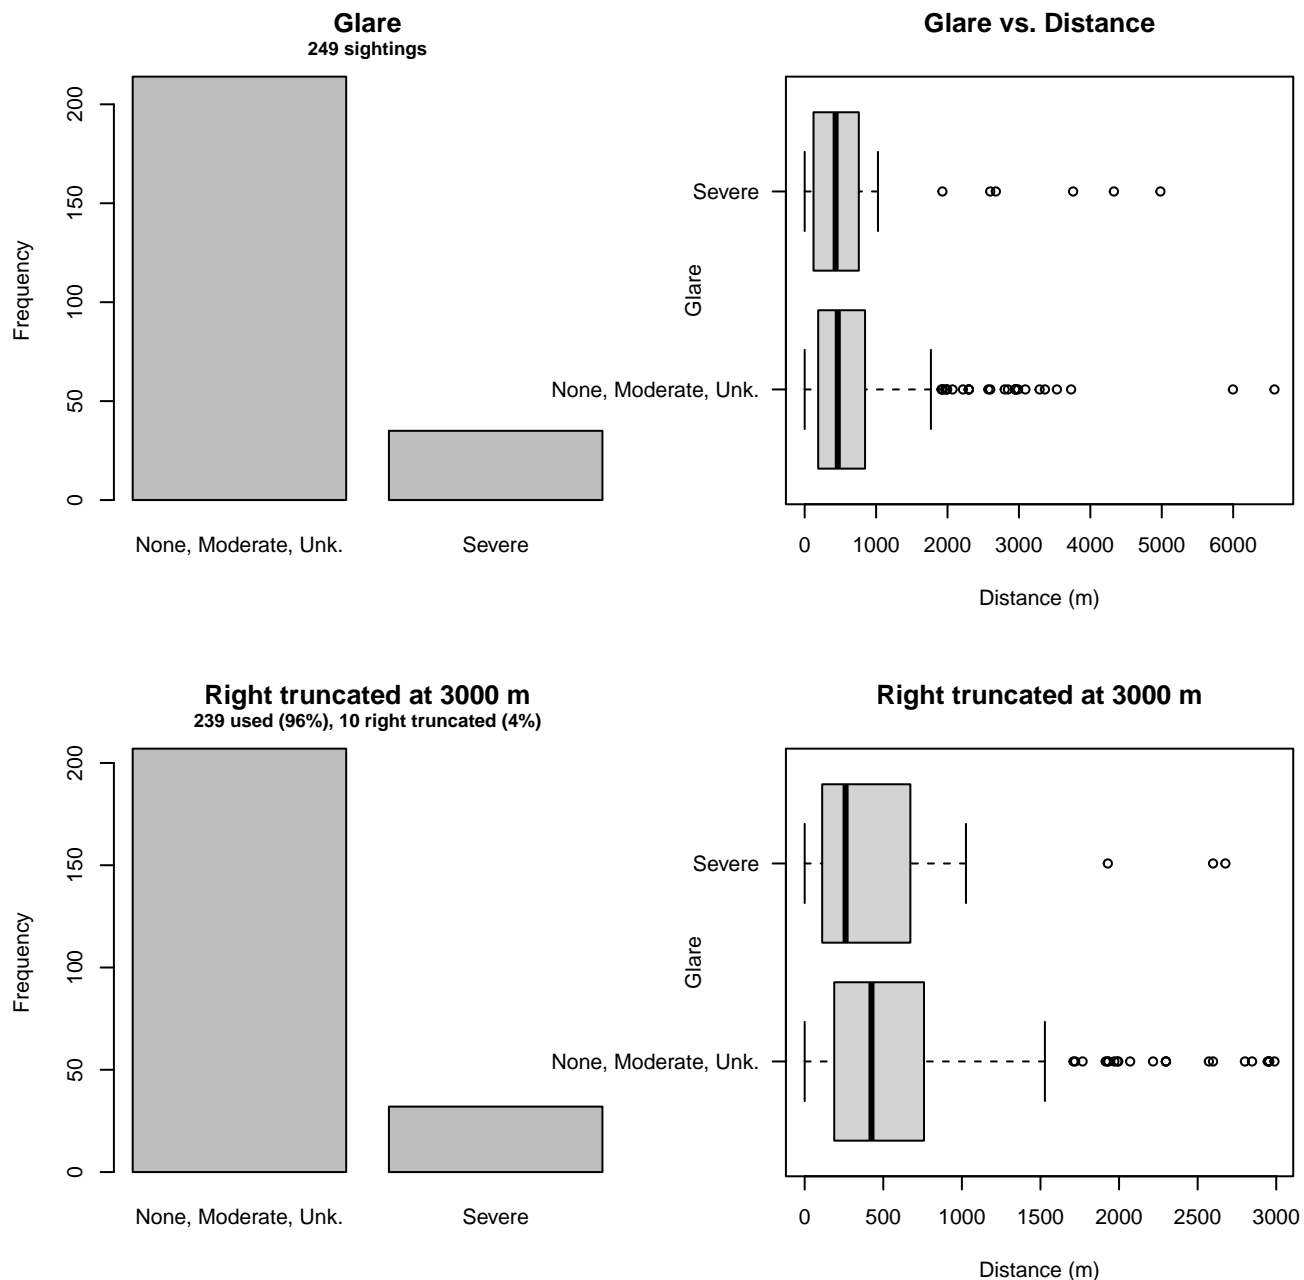 Glare
249 sightings
Frequency
0
50
100
150
200
None, Moderate, Unk.
Severe
Glare vs. Distance
Glare
Severe
None, Moderate, Unk.
0 1000 2000 3000 4000 5000 6000
Distance (m)
Right truncated at 3000 m
239 used (96%), 10 right truncated (4%)
Frequency
0
50
100
150
200
None, Moderate, Unk.
Severe
Right truncated at 3000 m
Glare
Severe
None, Moderate, Unk.
0 500 1000 1500 2000 2500 3000
Distance (m)